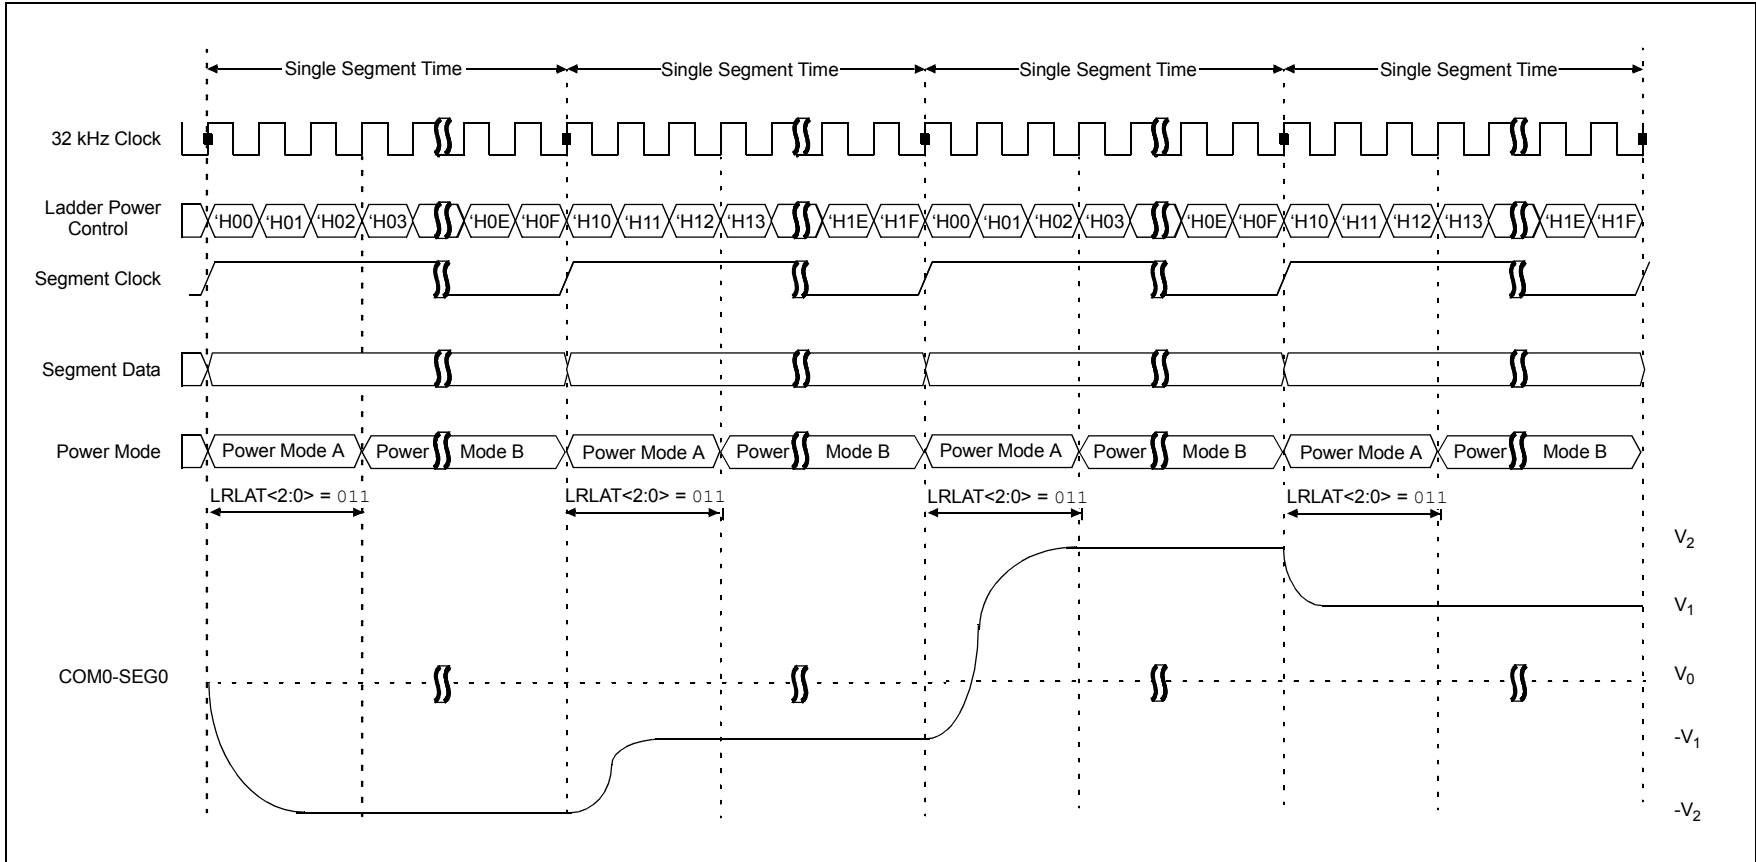 Single Segment Time Single Segment Time Single Segment Time Single Segment Time
32 kHz Clock
Ladder Power
Control
‘H00 ‘H01 ‘H02 ‘H03 ‘H0E ‘H0F ‘H10 ‘H11 ‘H12 ‘H13 ‘H1E ‘H1F ‘H00 ‘H01 ‘H02 ‘H03 ‘H0E ‘H0F ‘H10 ‘H11 ‘H12 ‘H13 ‘H1E ‘H1F
Segment Clock
Segment Data
Power Mode Power Mode A Power Mode B Power Mode A Power Mode B Power Mode A Power Mode B Power Mode A Power Mode B
LRLAT<2:0> = 011 LRLAT<2:0> = 011 LRLAT<2:0> = 011 LRLAT<2:0> = 011
V2
V1
COM0-SEG0 V0
-V1
-V2